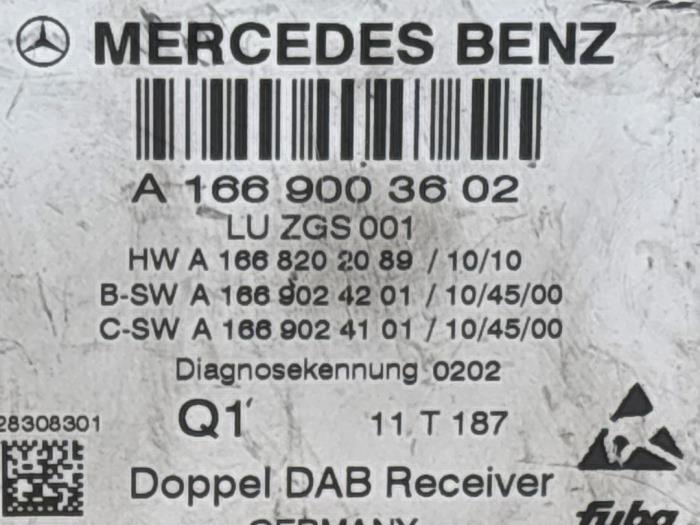 MERCEDES BENZ
A 166 900 36 02
LU ZGS 001
HW A 166 820 20 89 / 10/10
B-SW A 166 902 42 01 / 10/45/00
C-SW A 166 902 41 01 / 10/45/00
Diagnosekennung 0202
28308301
Q1 11 T 187
Doppel DAB Receiver
fuba
GERMANY